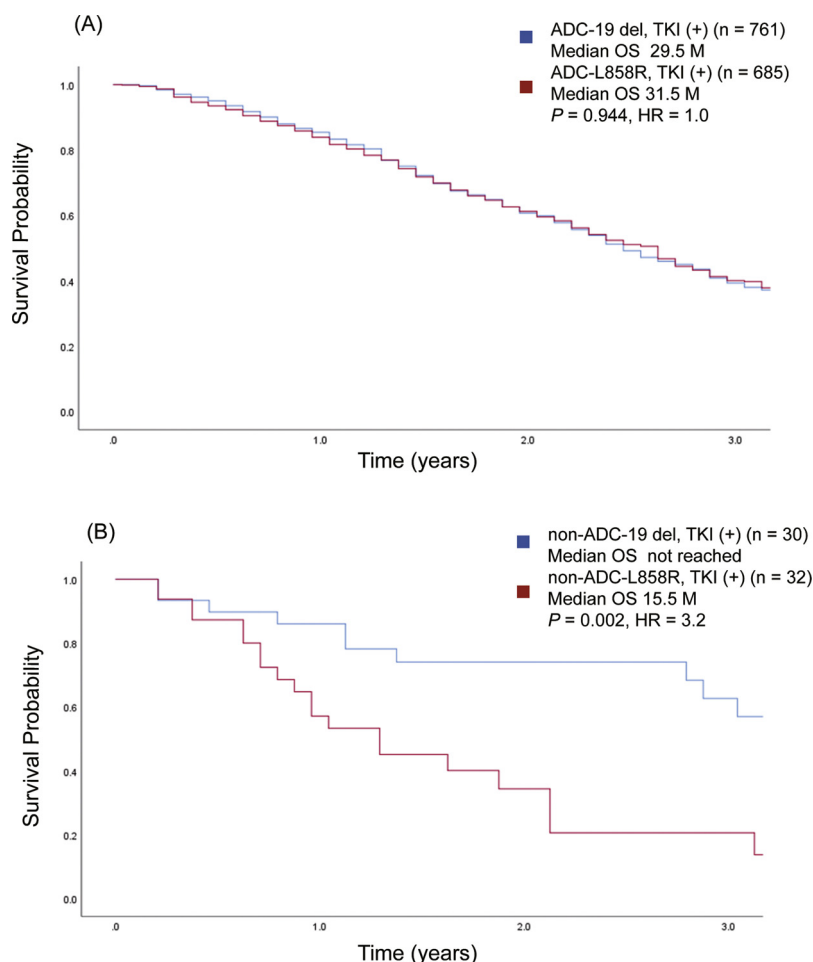 (A)
ADC-19 del, TKI (+) (n = 761)
Median OS 29.5 M
ADC-L858R, TKI (+) (n = 685)
Median OS 31.5 M
P = 0.944, HR = 1.0
Survival Probability
1.0
0.8
0.6
0.4
0.2
0.0
.0 1.0 2.0 3.0
Time (years)
(B)
non-ADC-19 del, TKI (+) (n = 30)
Median OS not reached
non-ADC-L858R, TKI (+) (n = 32)
Median OS 15.5 M
P = 0.002, HR = 3.2
Survival Probability
1.0
0.8
0.6
0.4
0.2
0.0
.0 1.0 2.0 3.0
Time (years)